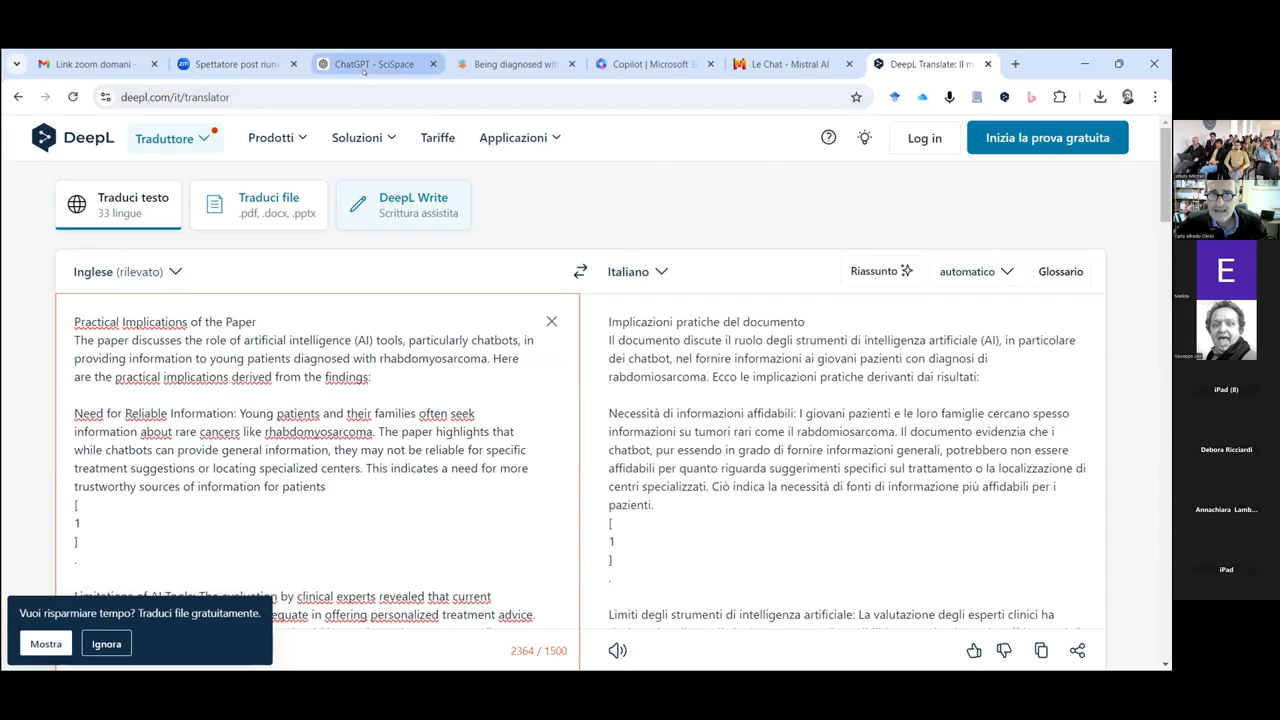 Link zoom domani -
Spettatore post riuni
ChatGPT - SciSpace
Being diagnosed wit
Copilot | Microsoft 3
Le Chat - Mistral AI
DeepL Translate: Il m
deepl.com/it/translator
DeepL
Traduttore
Prodotti
Soluzioni
Tariffe
Applicazioni
Log in
Inizia la prova gratuita
Traduci testo
33 lingue
Traduci file
.pdf, .docx, .pptx
DeepL Write
Scrittura assistita
Inglese (rilevato)
Italiano
Riassunto
automatico
Glossario
Practical Implications of the Paper
The paper discusses the role of artificial intelligence (AI) tools, particularly chatbots, in
providing information to young patients diagnosed with rhabdomyosarcoma. Here
are the practical implications derived from the findings:
Need for Reliable Information: Young patients and their families often seek
information about rare cancers like rhabdomyosarcoma. The paper highlights that
while chatbots can provide general information, they may not be reliable for specific
treatment suggestions or locating specialized centers. This indicates a need for more
trustworthy sources of information for patients
[
1
]
.
Limitations of AI Tools: The evaluation by clinical experts revealed that current
equate in offering personalized treatment advice.
2364 / 1500
Implicazioni pratiche del documento
Il documento discute il ruolo degli strumenti di intelligenza artificiale (AI), in particolare
dei chatbot, nel fornire informazioni ai giovani pazienti con diagnosi di
rabdomiosarcoma. Ecco le implicazioni pratiche derivanti dai risultati:
Necessità di informazioni affidabili: I giovani pazienti e le loro famiglie cercano spesso
informazioni su tumori rari come il rabdomiosarcoma. Il documento evidenzia che i
chatbot, pur essendo in grado di fornire informazioni generali, potrebbero non essere
affidabili per quanto riguarda suggerimenti specifici sul trattamento o la localizzazione di
centri specializzati. Ciò indica la necessità di fonti di informazione più affidabili per i
pazienti.
[
1
]
.
Limiti degli strumenti di intelligenza artificiale: La valutazione degli esperti clinici ha
Vuoi risparmiare tempo? Traduci file gratuitamente.
Mostra
Ignora
Istituto Mitchell
Carlo Alfredo Clerici
E
Matilde
iPad (8)
Debora Ricciardi
Annachiara Lamb...
iPad